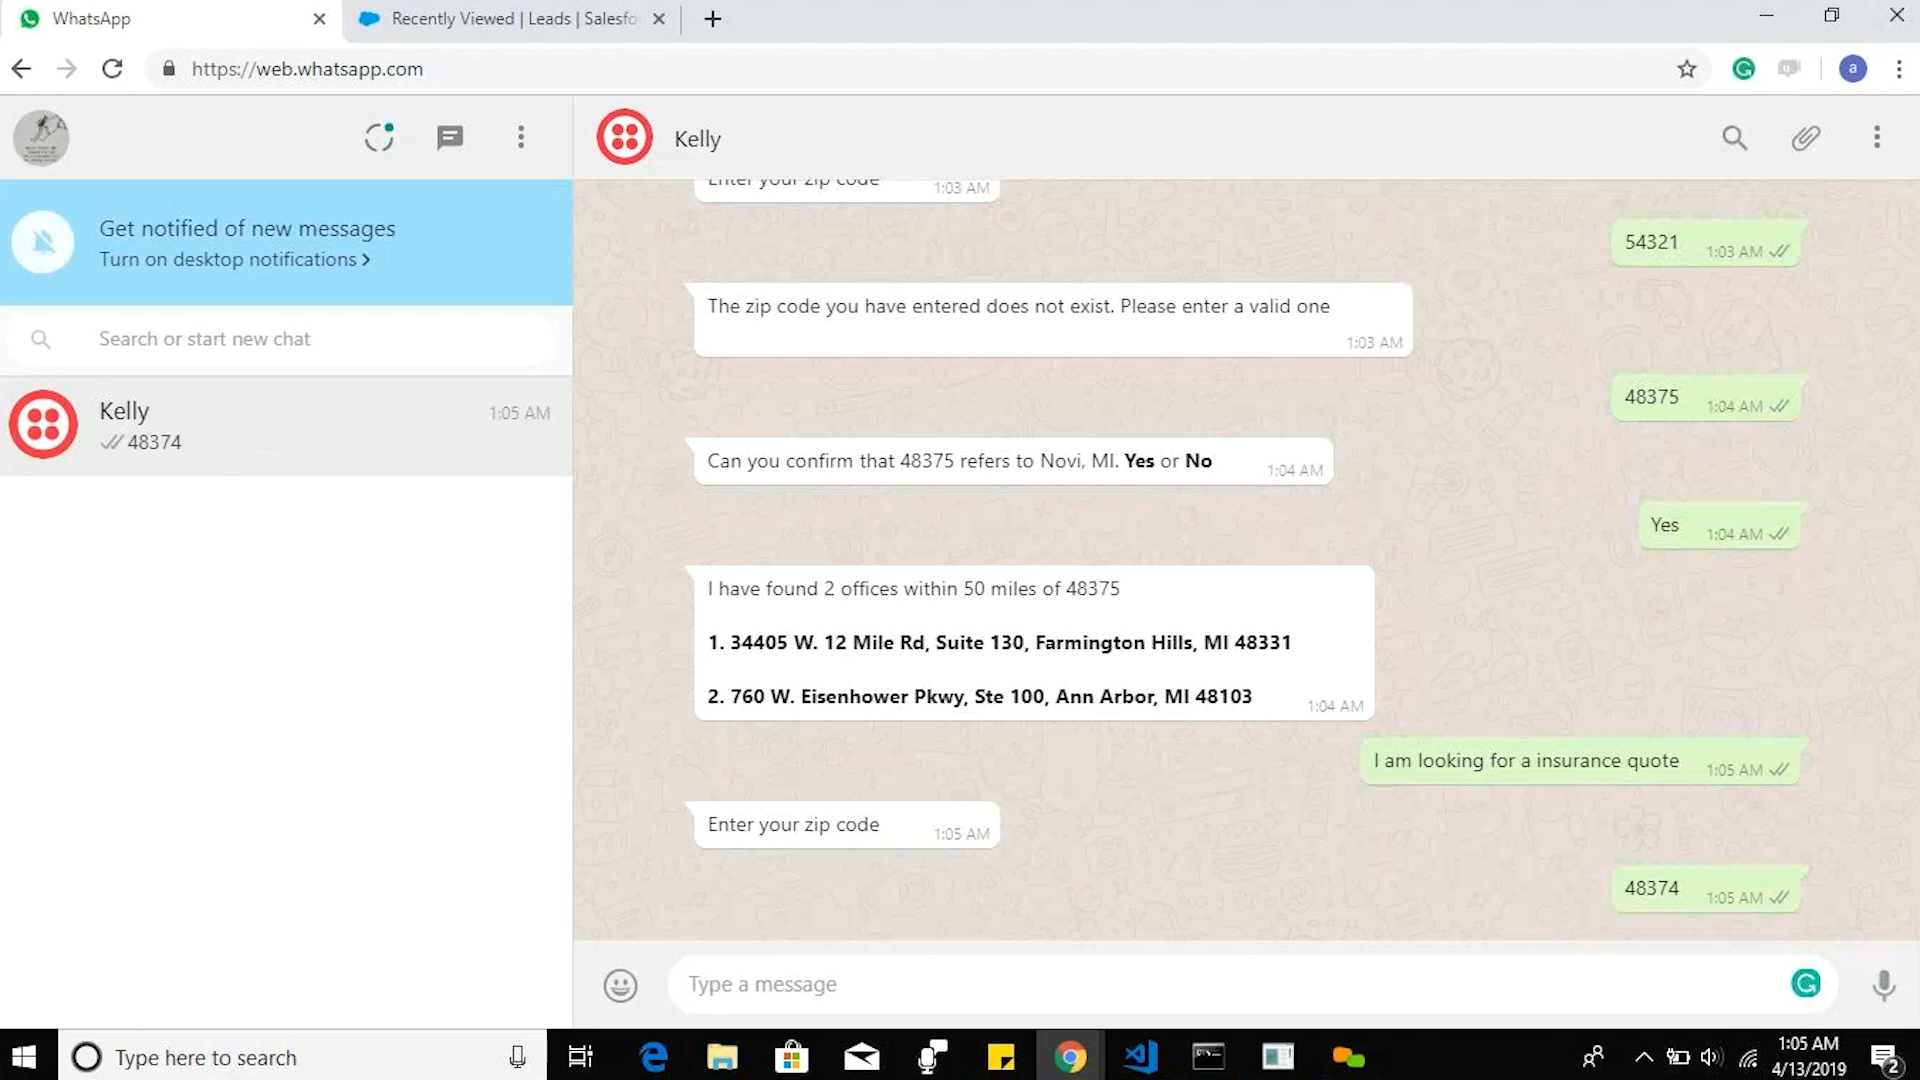 WhatsApp
Recently Viewed | Leads | Salesfo
https://web.whatsapp.com
a
Kelly
Get notified of new messages
Turn on desktop notifications >
Search or start new chat
Kelly
1:05 AM
48374
Enter your zip code
1:03 AM
54321
1:03 AM
The zip code you have entered does not exist. Please enter a valid one
1:03 AM
48375
1:04 AM
Can you confirm that 48375 refers to Novi, MI. Yes or No
1:04 AM
Yes
1:04 AM
I have found 2 offices within 50 miles of 48375
1. 34405 W. 12 Mile Rd, Suite 130, Farmington Hills, MI 48331
2. 760 W. Eisenhower Pkwy, Ste 100, Ann Arbor, MI 48103
1:04 AM
I am looking for a insurance quote
1:05 AM
Enter your zip code
1:05 AM
48374
1:05 AM
Type a message
Type here to search
1:05 AM
4/13/2019
2